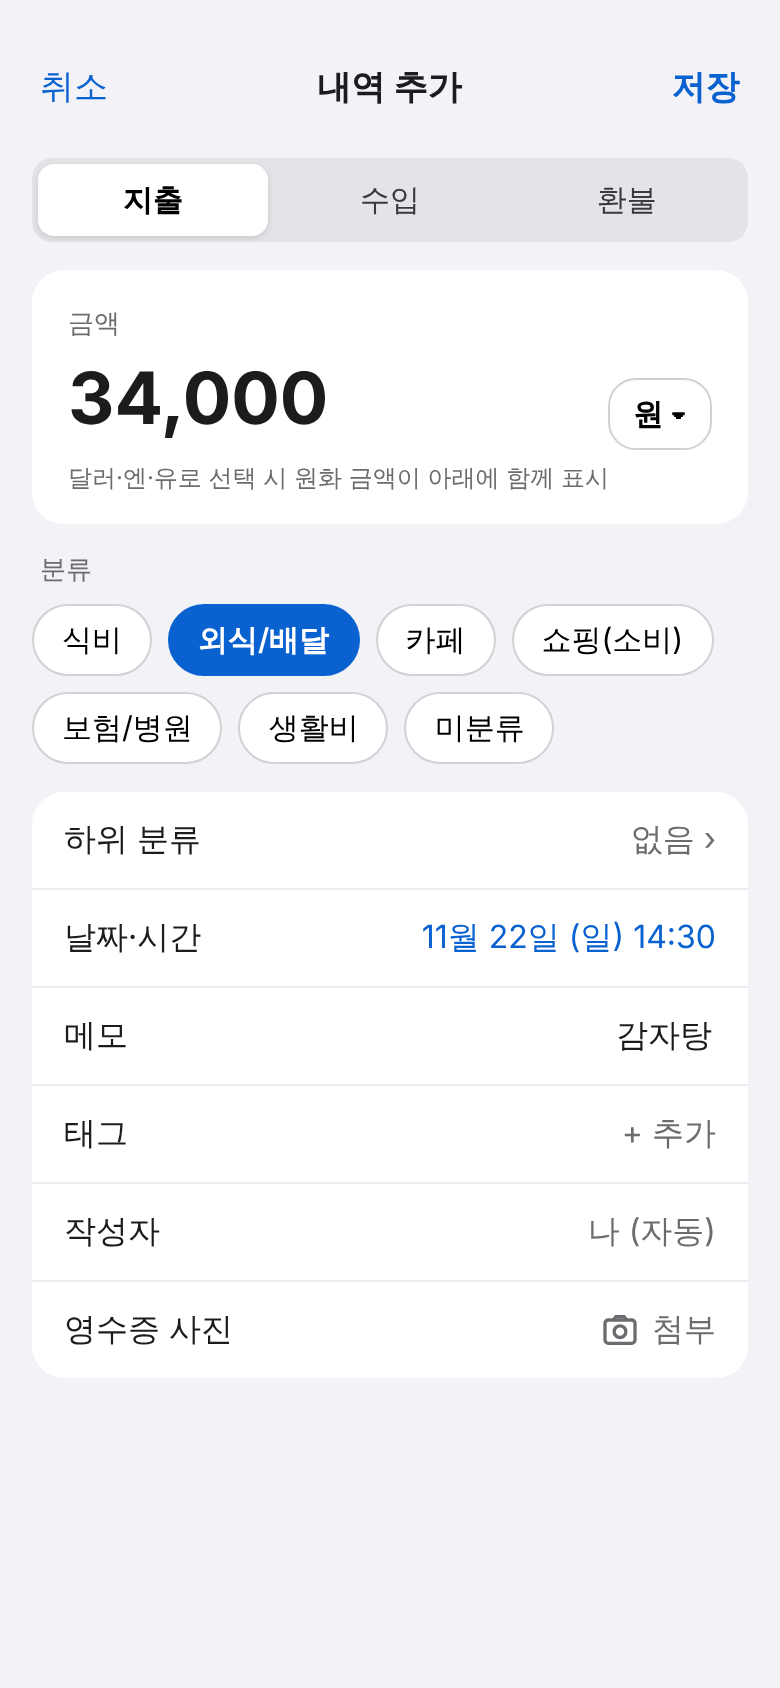 취소 내역 추가 저장
지출 수입 환불
금액
34,000 원
달러·엔·유로 선택 시 원화 금액이 아래에 함께 표시
분류
식비 외식/배달 카페 쇼핑(소비)
보험/병원 생활비 미분류
하위 분류 없음 ›
날짜·시간 11월 22일 (일) 14:30
메모 감자탕
태그 + 추가
작성자 나 (자동)
영수증 사진 첨부